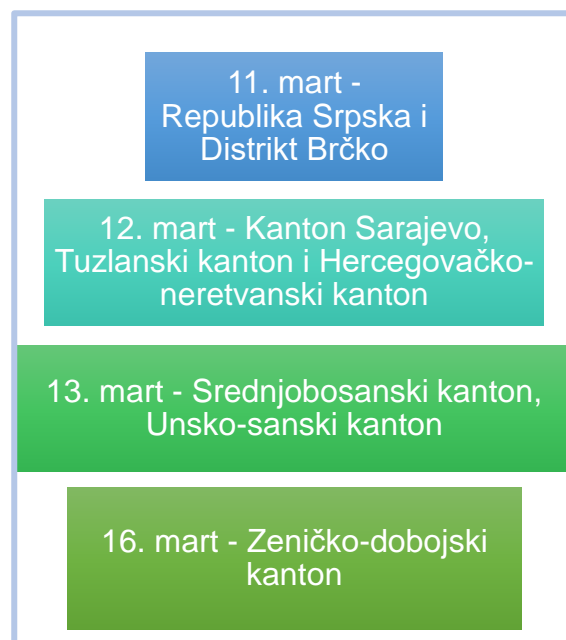 11. mart -
Republika Srpska i
Distrikt Brčko
12. mart - Kanton Sarajevo,
Tuzlanski kanton i Hercegovačko-
neretvanski kanton
13. mart - Srednjobosanski kanton,
Unsko-sanski kanton
16. mart - Zeničko-dobojski
kanton